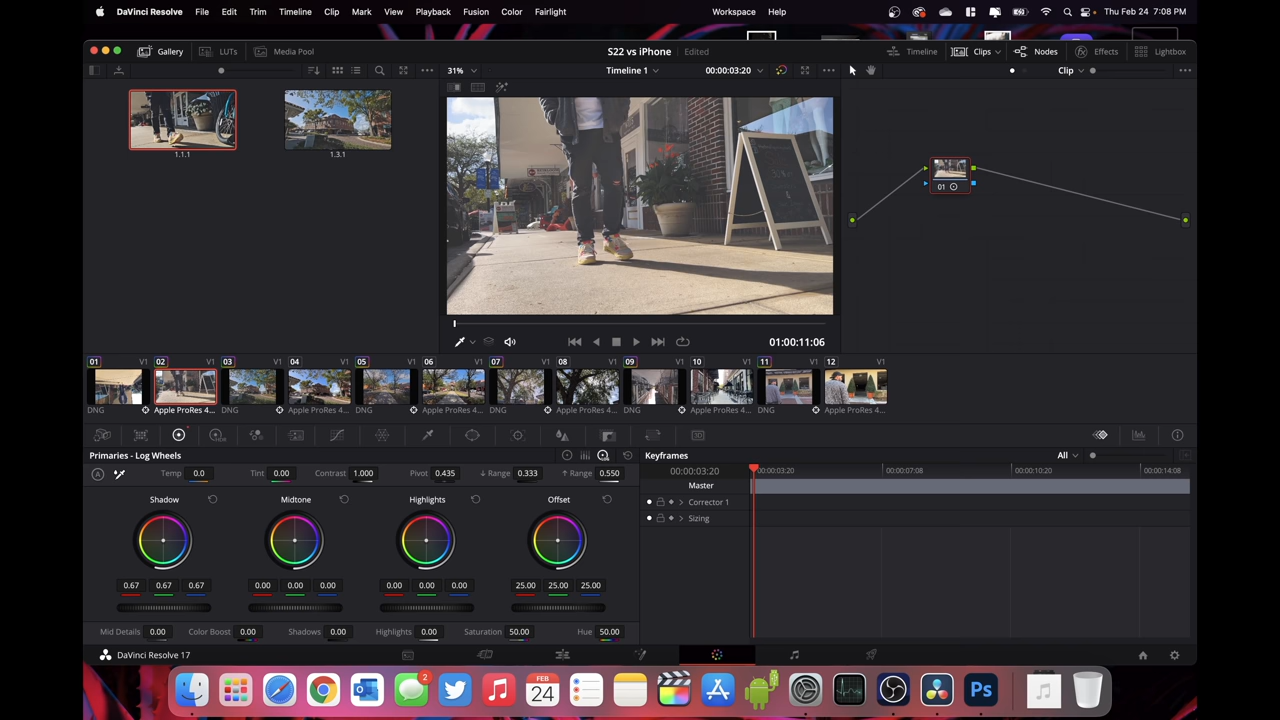 DaVinci Resolve File Edit Trim Timeline Clip Mark View Playback Fusion Color Fairlight Workspace Help Thu Feb 24 7:08 PM
Gallery LUTs Media Pool S22 vs iPhone Edited Timeline Clips Nodes Effects Lightbox
31% Timeline 1 00:00:03:20 Clip
1.1.1 1.3.1
01
01:00:11:06
01 V1 02 V1 03 V1 04 V1 05 V1 06 V1 07 V1 08 V1 09 V1 10 V1 11 V1 12 V1
DNG Apple ProRes 4... DNG Apple ProRes 4... DNG Apple ProRes 4... DNG Apple ProRes 4... DNG Apple ProRes 4... DNG Apple ProRes 4...
3D
Primaries - Log Wheels Keyframes All
A Temp 0.0 Tint 0.00 Contrast 1.000 Pivot 0.435 ↓ Range 0.333 ↑ Range 0.550 00:00:03:20 00:00:03:20 00:00:07:08 00:00:10:20 00:00:14:08
Master
Shadow Midtone Highlights Offset Corrector 1
Sizing
0.67 0.67 0.67 0.00 0.00 0.00 0.00 0.00 0.00 25.00 25.00 25.00
Mid Details 0.00 Color Boost 0.00 Shadows 0.00 Highlights 0.00 Saturation 50.00 Hue 50.00
DaVinci Resolve 17
2
FEB
24
Ps